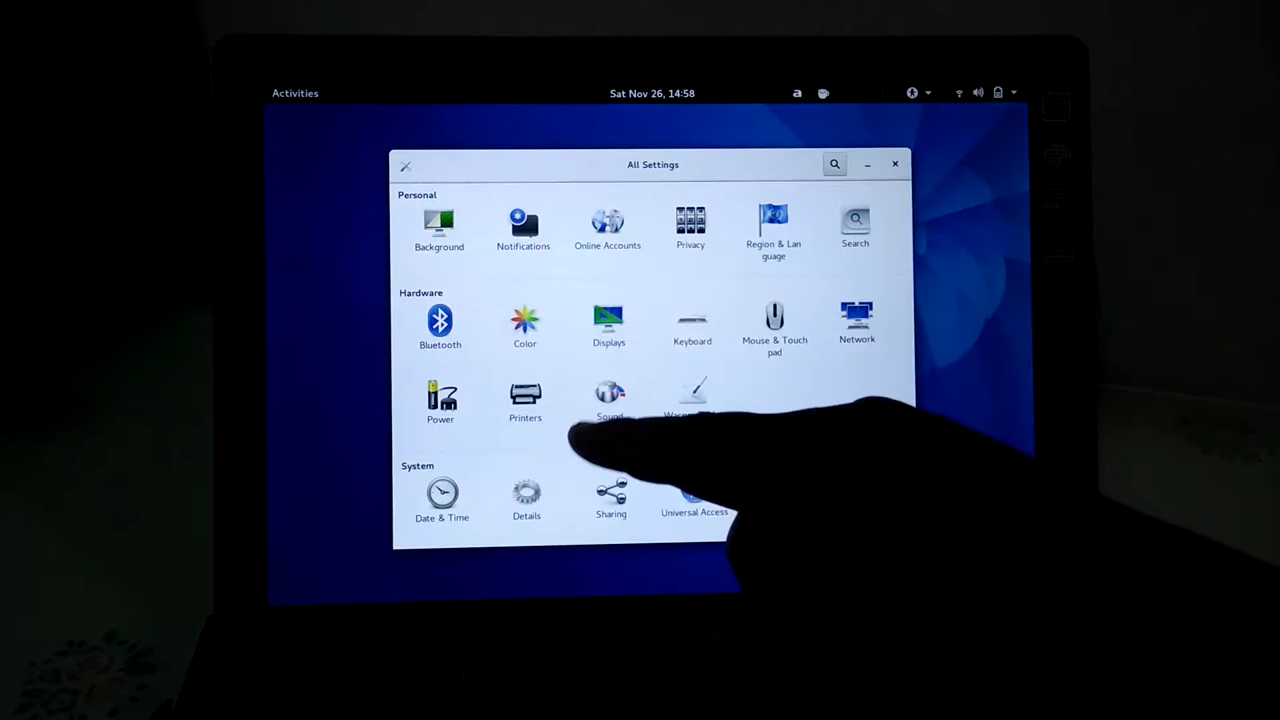 Activities
Sat Nov 26, 14:58
a
All Settings
Personal
Background
Notifications
Online Accounts
Privacy
Region & Lan
guage
Search
Hardware
Bluetooth
Color
Displays
Keyboard
Mouse & Touch
pad
Network
Power
Printers
Sound
System
Date & Time
Details
Sharing
Universal Access